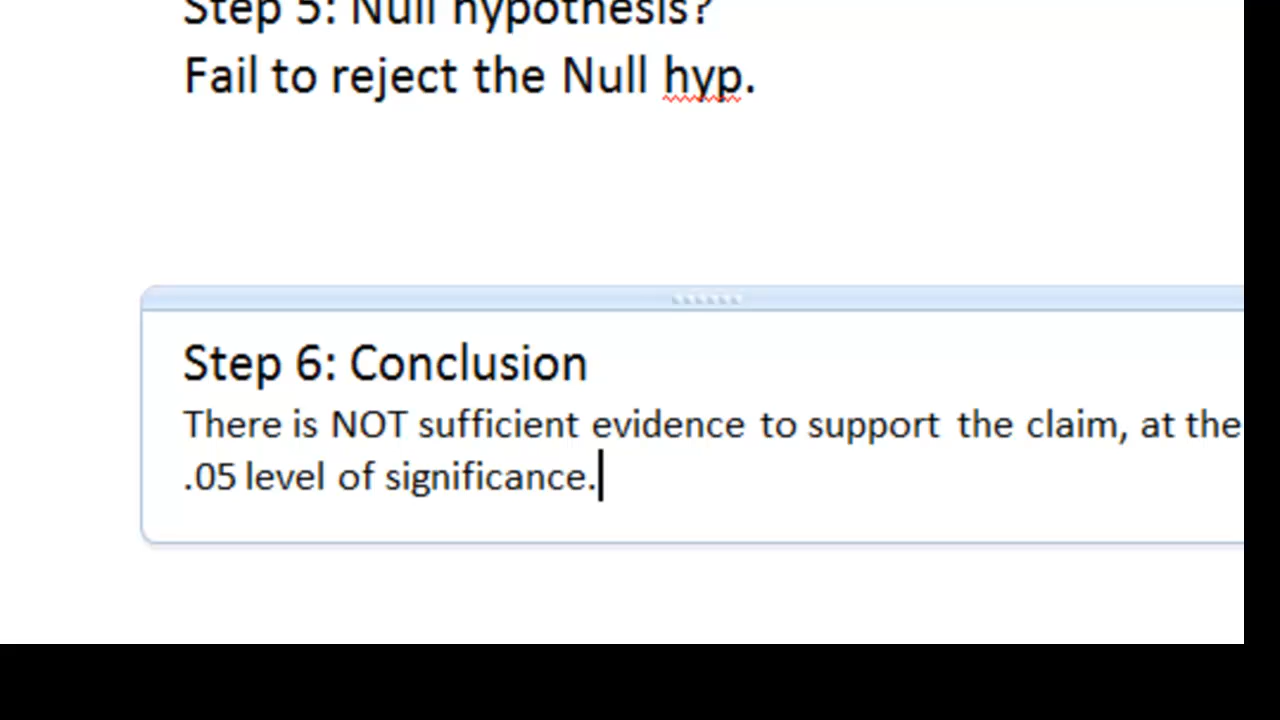 Step 5: Null hypothesis?
Fail to reject the Null hyp.
Step 6: Conclusion
There is NOT sufficient evidence to support the claim, at the
.05 level of significance.